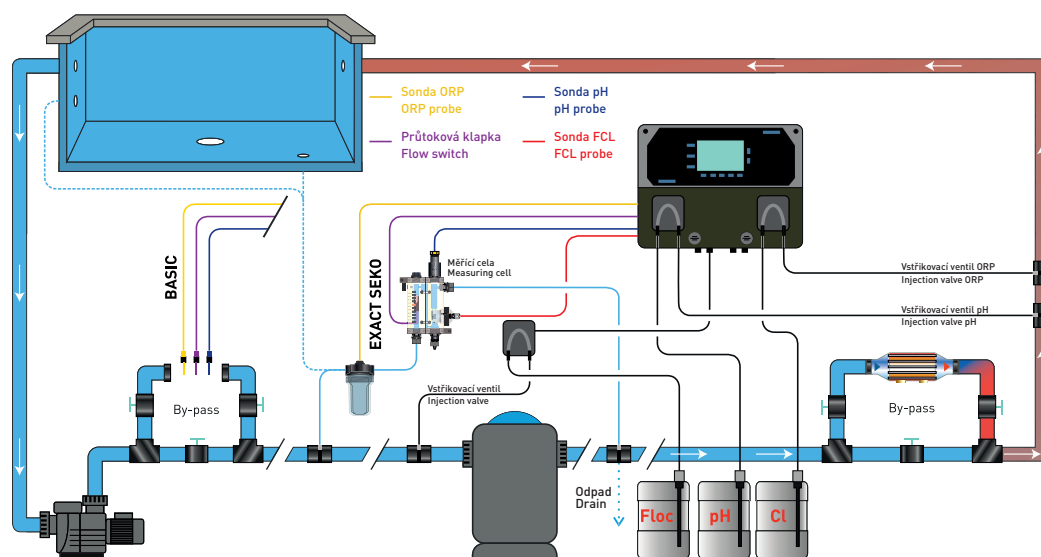 Sonda ORP
ORP probe
Sonda pH
pH probe
Průtoková klapka
Flow switch
Sonda FCL
FCL probe
BASIC
EXACT SEKO
Měřící cela
Measuring cell
Vstřikovací ventil ORP
Injection valve ORP
Vstřikovací ventil pH
Injection valve pH
Vstřikovací ventil
Injection valve
By-pass
By-pass
Odpad
Drain
Floc
pH
Cl